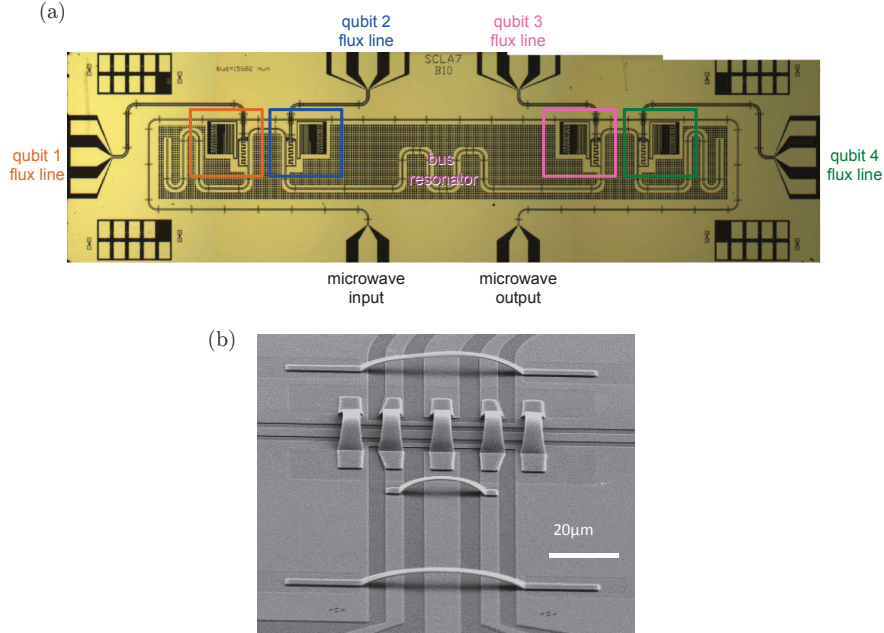 (a)
qubit 2
flux line
qubit 3
flux line
SCLA7
B10
qubit 1
flux line
bus
resonator
qubit 4
flux line
microwave
input
microwave
output
(b)
20µm